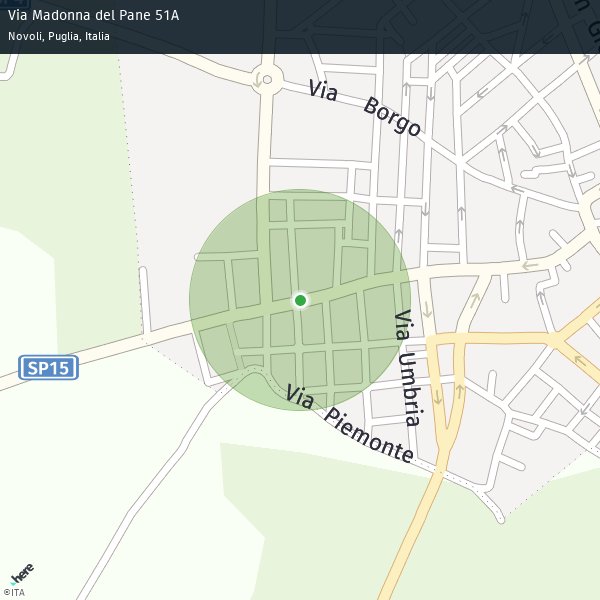 Via Madonna del Pane 51A
Novoli, Puglia, Italia
Via Borgo
SP15
Via Umbria
Via Piemonte
here
©ITA